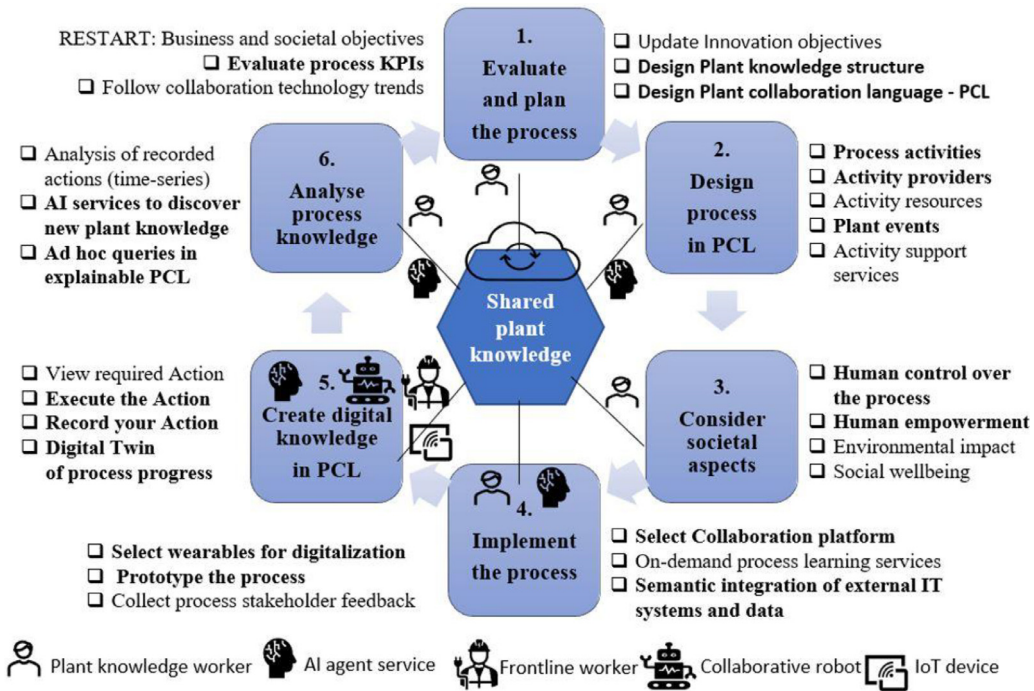 RESTART: Business and societal objectives
❑ Evaluate process KPIs
❑ Follow collaboration technology trends
1.
Evaluate
and plan
the process
❑ Update Innovation objectives
❑ Design Plant knowledge structure
❑ Design Plant collaboration language - PCL
2.
Design
process
in PCL
❑ Process activities
❑ Activity providers
❑ Activity resources
❑ Plant events
❑ Activity support
services
3.
Consider
societal
aspects
❑ Human control over
the process
❑ Human empowerment
❑ Environmental impact
❑ Social wellbeing
4.
Implement
the process
❑ Select Collaboration platform
❑ On-demand process learning services
❑ Semantic integration of external IT
systems and data
❑ Select wearables for digitalization
❑ Prototype the process
❑ Collect process stakeholder feedback
5.
Create digital
knowledge
in PCL
❑ View required Action
❑ Execute the Action
❑ Record your Action
❑ Digital Twin
of process progress
6.
Analyse
process
knowledge
❑ Analysis of recorded
actions (time-series)
❑ AI services to discover
new plant knowledge
❑ Ad hoc queries in
explainable PCL
Shared
plant
knowledge
Plant knowledge worker
AI agent service
Frontline worker
Collaborative robot
IoT device